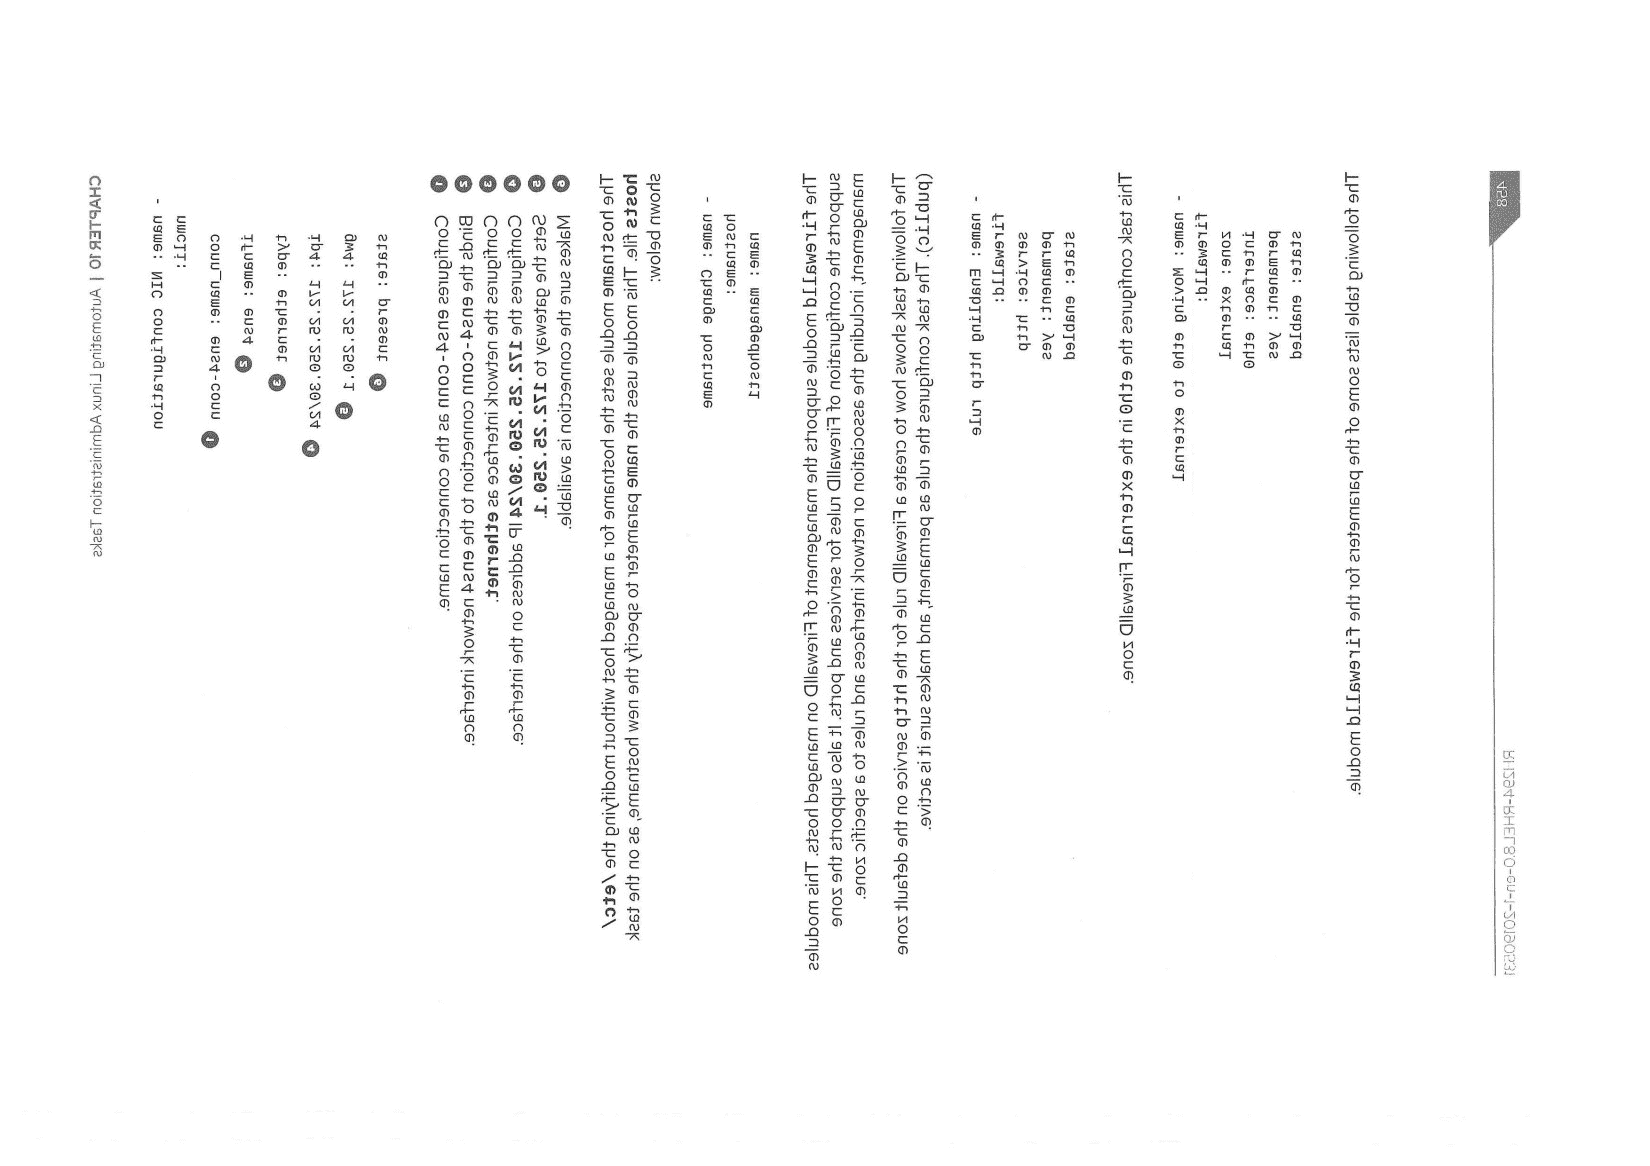 CHAPTER 10 | Automating Linux Administration Tasks
- name: NIC configuration
nmcli:
conn_name: ens4-conn 1
ifname: ens4 2
type: ethernet 3
ip4: 172.25.250.30/24 4
gw4: 172.25.250.1 5
state: present 6
1 Configures ens4-conn as the connection name.
2 Binds the ens4-conn connection to the ens4 network interface.
3 Configures the network interface as ethernet.
4 Configures the 172.25.250.30/24 IP address on the interface.
5 Sets the gateway to 172.25.250.1.
6 Makes sure the connection is available.
The hostname module sets the hostname for a managed host without modifying the /etc/
hosts file. This module uses the name parameter to specify the new hostname, as on the task
shown below:
- name: Change hostname
hostname:
name: managedhost1
The firewalld module supports the management of FirewallD on managed hosts. This module
supports the configuration of FirewallD rules for services and ports. It also supports the zone
management, including the association or network interfaces and rules to a specific zone.
The following task shows how to create a FirewallD rule for the http service on the default zone
(public). The task configures the rule as permanent, and makes sure it is active.
- name: Enabling http rule
firewalld:
service: http
permanent: yes
state: enabled
This task configures the eth0 in the external FirewallD zone.
- name: Moving eth0 to external
firewalld:
zone: external
interface: eth0
permanent: yes
state: enabled
The following table lists some of the parameters for the firewalld module.
458
RH294-RHEL8.0-en-1-20190531